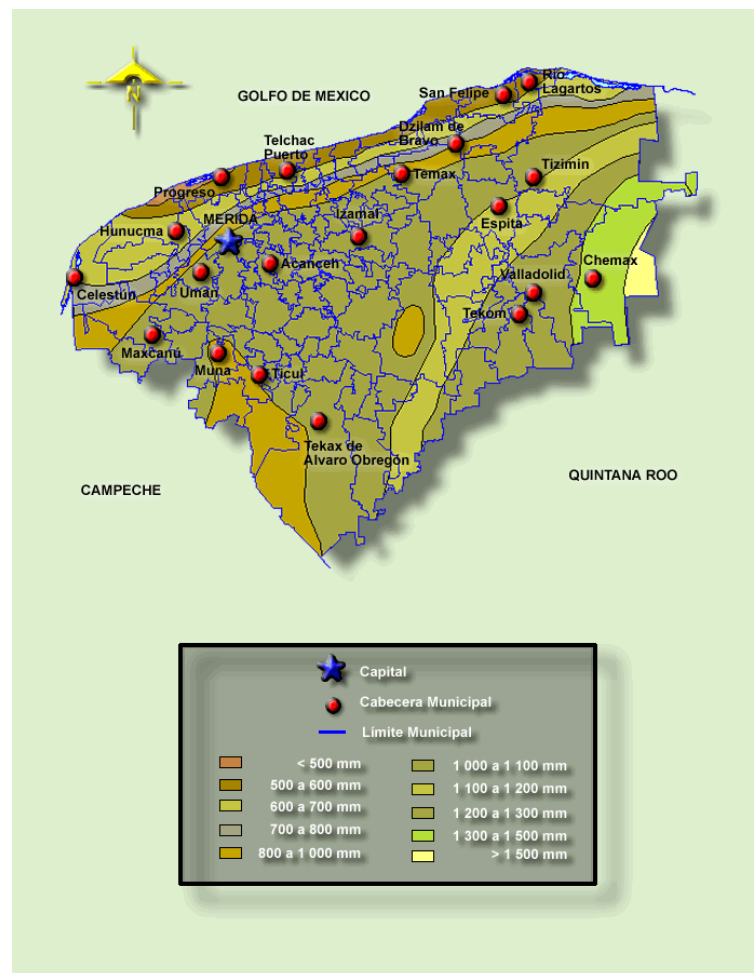 N
GOLFO DE MEXICO
San Felipe
Río
Lagartos
Dzilam de
Bravo
Telchac
Puerto
Progreso
Temax
Tizimin
MERIDA
Izamal
Espita
Hunucma
Acanceh
Valladolid
Chemax
Celestún
Umán
Tekom
Maxcanú
Muna
Ticul
Tekax de
Alvaro Obregón
CAMPECHE
QUINTANA ROO
Capital
Cabecera Municipal
Límite Municipal
< 500 mm
500 a 600 mm
600 a 700 mm
700 a 800 mm
800 a 1 000 mm
1 000 a 1 100 mm
1 100 a 1 200 mm
1 200 a 1 300 mm
1 300 a 1 500 mm
> 1 500 mm